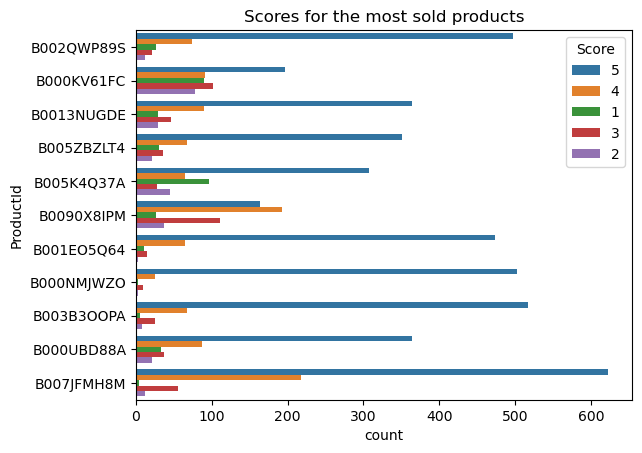 Scores for the most sold products
ProductId
B002QWP89S
B000KV61FC
B0013NUGDE
B005ZBZLT4
B005K4Q37A
B0090X8IPM
B001EO5Q64
B000NMJWZO
B003B3OOPA
B000UBD88A
B007JFMH8M
Score
5
4
1
3
2
0 100 200 300 400 500 600
count